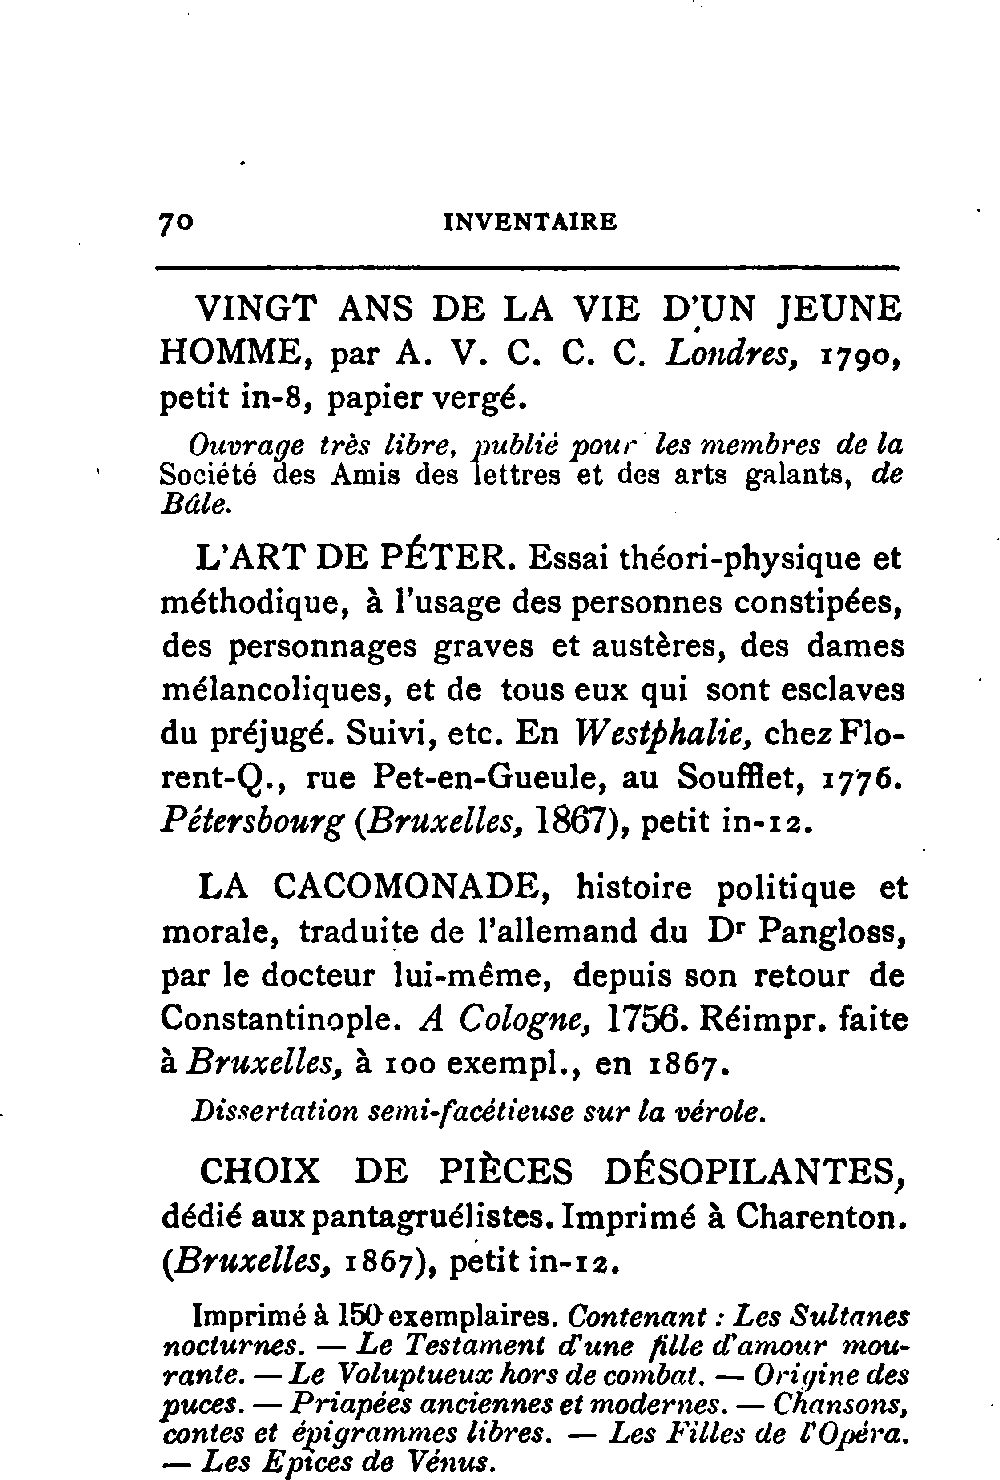 70 INVENTAIRE
VINGT ANS DE LA VIE D'UN JEUNE
HOMME, par A. V. C. C. C. Londres, 1790,
petit in-8, papier vergé.
Ouvrage très libre, publié pour les membres de la
Société des Amis des lettres et des arts galants, de
Bâle.
L'ART DE PÉTER. Essai théori-physique et
méthodique, à l'usage des personnes constipées,
des personnages graves et austères, des dames
mélancoliques, et de tous eux qui sont esclaves
du préjugé. Suivi, etc. En Westphalie, chez Flo-
rent-Q., rue Pet-en-Gueule, au Soufflet, 1776.
Pétersbourg (Bruxelles, 1867), petit in-12.
LA CACOMONADE, histoire politique et
morale, traduite de l'allemand du Dr Pangloss,
par le docteur lui-même, depuis son retour de
Constantinople. A Cologne, 1756. Réimpr. faite
à Bruxelles, à 100 exempl., en 1867.
Dissertation semi-facétieuse sur la vérole.
CHOIX DE PIÈCES DÉSOPILANTES,
dédié aux pantagruélistes. Imprimé à Charenton.
(Bruxelles, 1867), petit in-12.
Imprimé à 150 exemplaires. Contenant : Les Sultanes
nocturnes. — Le Testament d'une fille d'amour mou-
rante. — Le Voluptueux hors de combat. — Origine des
puces. — Priapées anciennes et modernes. — Chansons,
contes et épigrammes libres. — Les Filles de l'Opéra.
— Les Epices de Vénus.